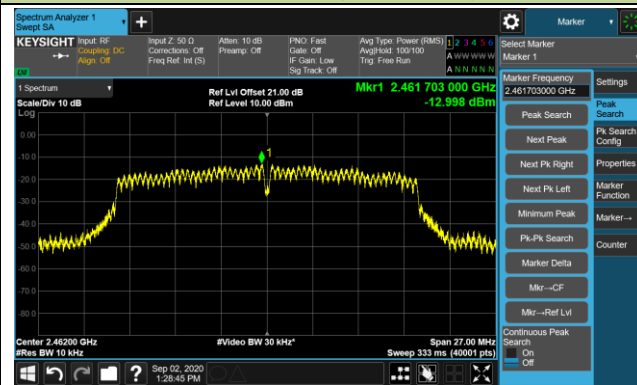 Spectrum Analyzer 1
Swept SA
+
Marker
KEYSIGHT
Input: RF
Coupling: DC
Align: Off
Input Z: 50 Ω
Corrections: Off
Freq Ref: Int (S)
Atten: 10 dB
Preamp: Off
PNO: Fast
Gate: Off
IF Gain: Low
Sig Track: Off
Avg Type: Power (RMS)
Avg|Hold: 100/100
Trig: Free Run
1 2 3 4 5 6
A W W W W W
A N N N N N
LXI
Select Marker
Marker 1
1 Spectrum
Scale/Div 10 dB
Ref Lvl Offset 21.00 dB
Ref Level 10.00 dBm
Mkr1 2.461 703 000 GHz
-12.998 dBm
Log
0.00
-10.0
-20.0
-30.0
-40.0
-50.0
-60.0
-70.0
-80.0
1
Center 2.46200 GHz
#Res BW 10 kHz
#Video BW 30 kHz*
Span 27.00 MHz
Sweep 333 ms (40001 pts)
Marker Frequency
2.461703000 GHz
Peak Search
Next Peak
Next Pk Right
Next Pk Left
Minimum Peak
Pk-Pk Search
Marker Delta
Mkr→CF
Mkr→Ref Lvl
Continuous Peak
Search
On
Off
Settings
Peak
Search
Pk Search
Config
Properties
Marker
Function
Marker→
Counter
?
Sep 02, 2020
1:28:45 PM